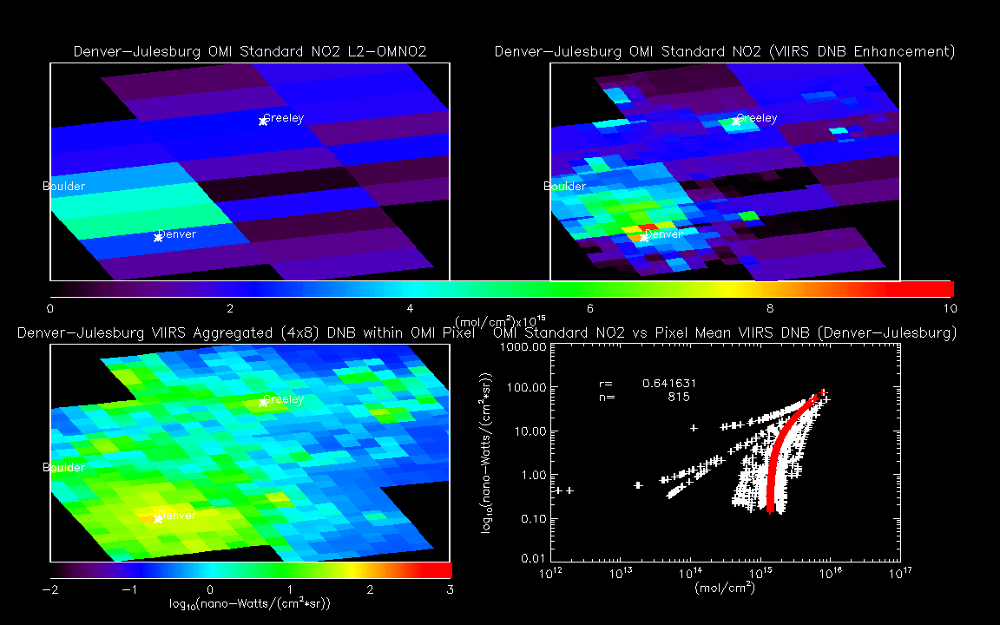 Denver-Julesburg OMI Standard NO2 L2-OMNO2
Greeley
Boulder
Denver
Denver-Julesburg OMI Standard NO2 (VIIRS DNB Enhancement)
Greeley
Boulder
Denver
0 2 4 6 8 10
(mol/cm²)x10¹⁵
Denver-Julesburg VIIRS Aggregated (4x8) DNB within OMI Pixel
Greeley
Boulder
Denver
-2 -1 0 1 2 3
log₁₀(nano-Watts/(cm²*sr))
OMI Standard NO2 vs Pixel Mean VIIRS DNB (Denver-Julesburg)
log₁₀(nano-Watts/(cm²*sr))
1000.00
100.00
10.00
1.00
0.10
0.01
r= 0.641631
n= 815
10¹² 10¹³ 10¹⁴ 10¹⁵ 10¹⁶ 10¹⁷
(mol/cm²)